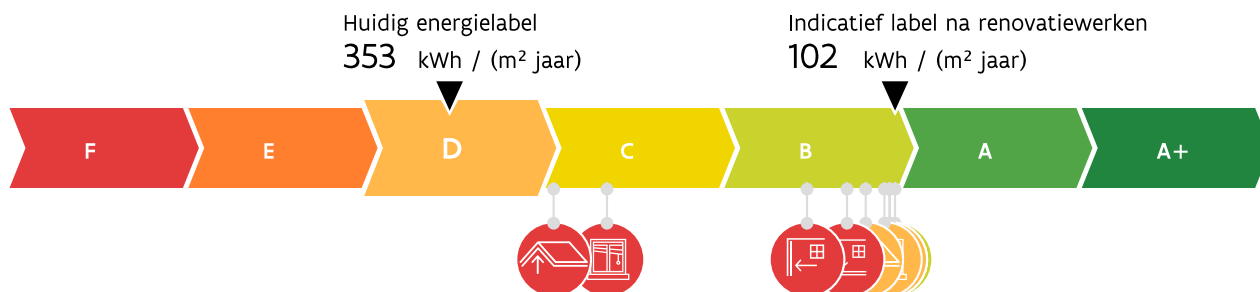 Huidig energielabel
353 kWh / (m² jaar)
Indicatief label na renovatiewerken
102 kWh / (m² jaar)
F E D C B A A+